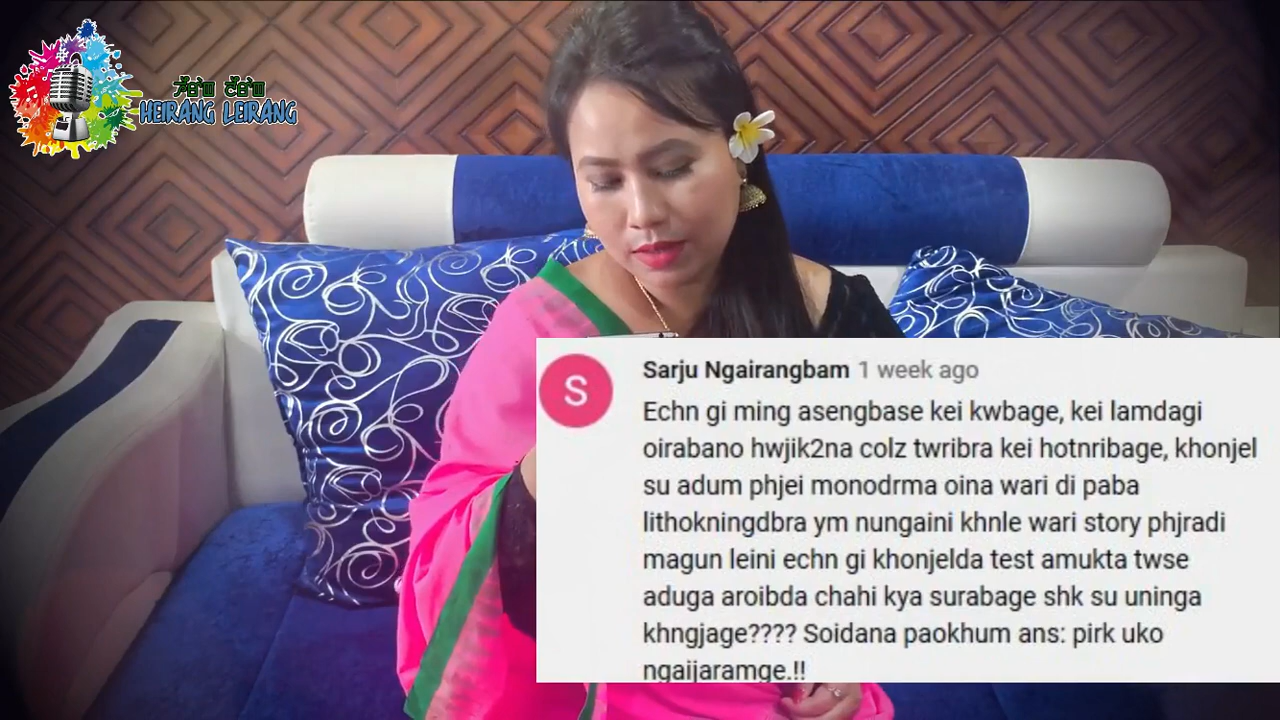 HEIRANG LEIRANG
S
Sarju Ngairangbam 1 week ago
Echn gi ming asengbase kei kwbage, kei lamdagi
oirabano hwjik2na colz twribra kei hotnribage, khonjel
su adum phjei monodrma oina wari di paba
lithokningdbra ym nungaini khnle wari story phjradi
magun leini echn gi khonjelda test amukta twse
aduga aroibda chahi kya surabage shk su uninga
khngjage???? Soidana paokhum ans: pirk uko
ngaijaramge.!!